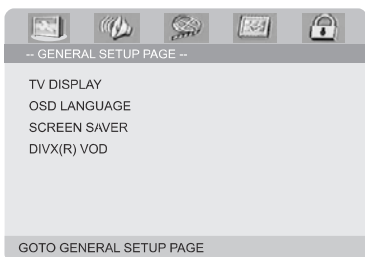 -- GENERAL SETUP PAGE --
TV DISPLAY
OSD LANGUAGE
SCREEN SAVER
DIVX(R) VOD
GOTO GENERAL SETUP PAGE